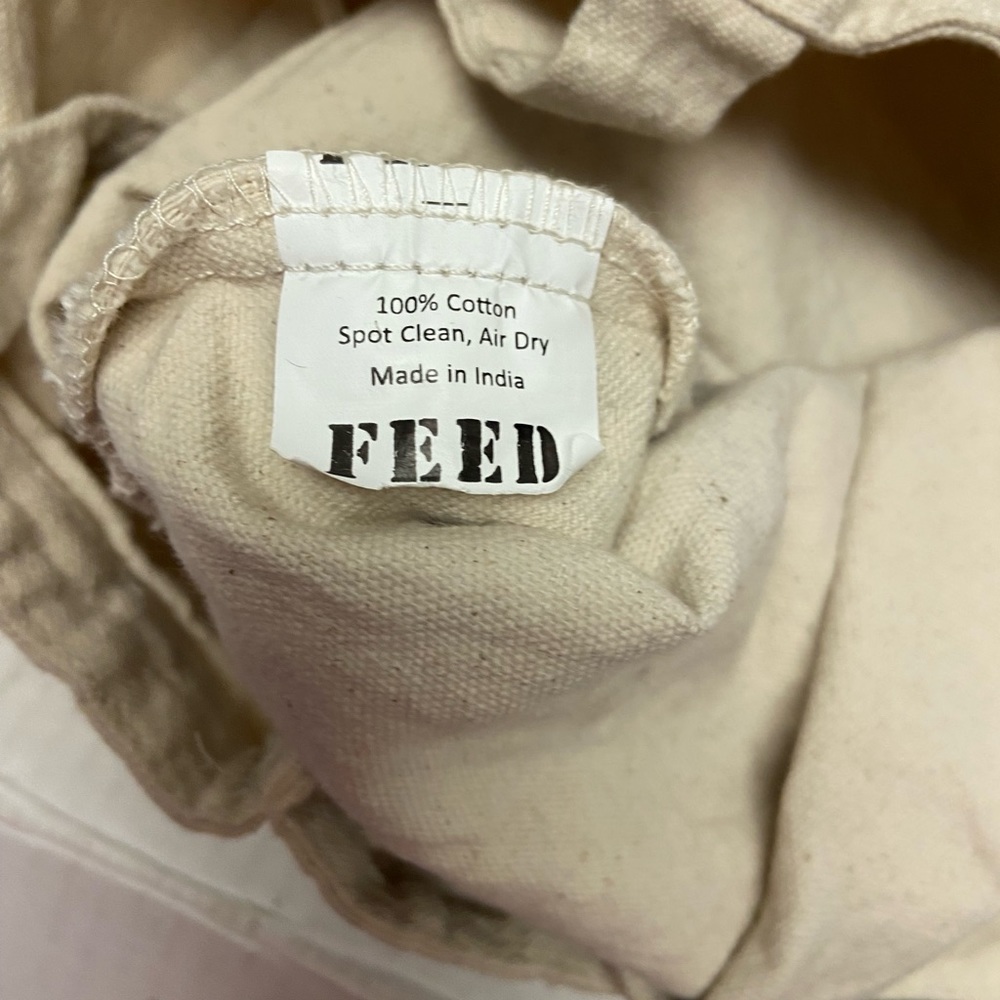 100% Cotton
Spot Clean, Air Dry
Made in India
FEED